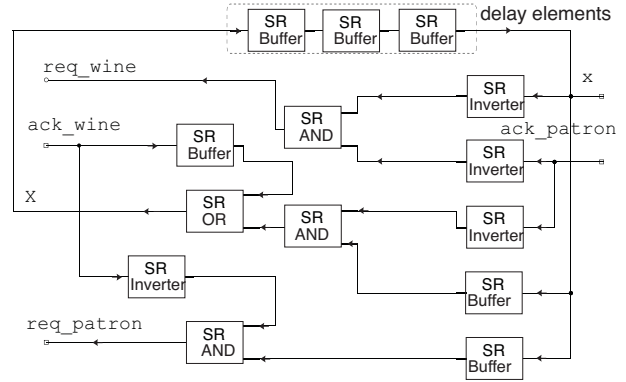 delay elements
SR
Buffer
SR
Buffer
SR
Buffer
req_wine
x
SR
Inverter
SR
AND
ack_wine
ack_patron
SR
Buffer
SR
Inverter
X
SR
OR
SR
AND
SR
Inverter
SR
Inverter
SR
Buffer
req_patron
SR
AND
SR
Buffer